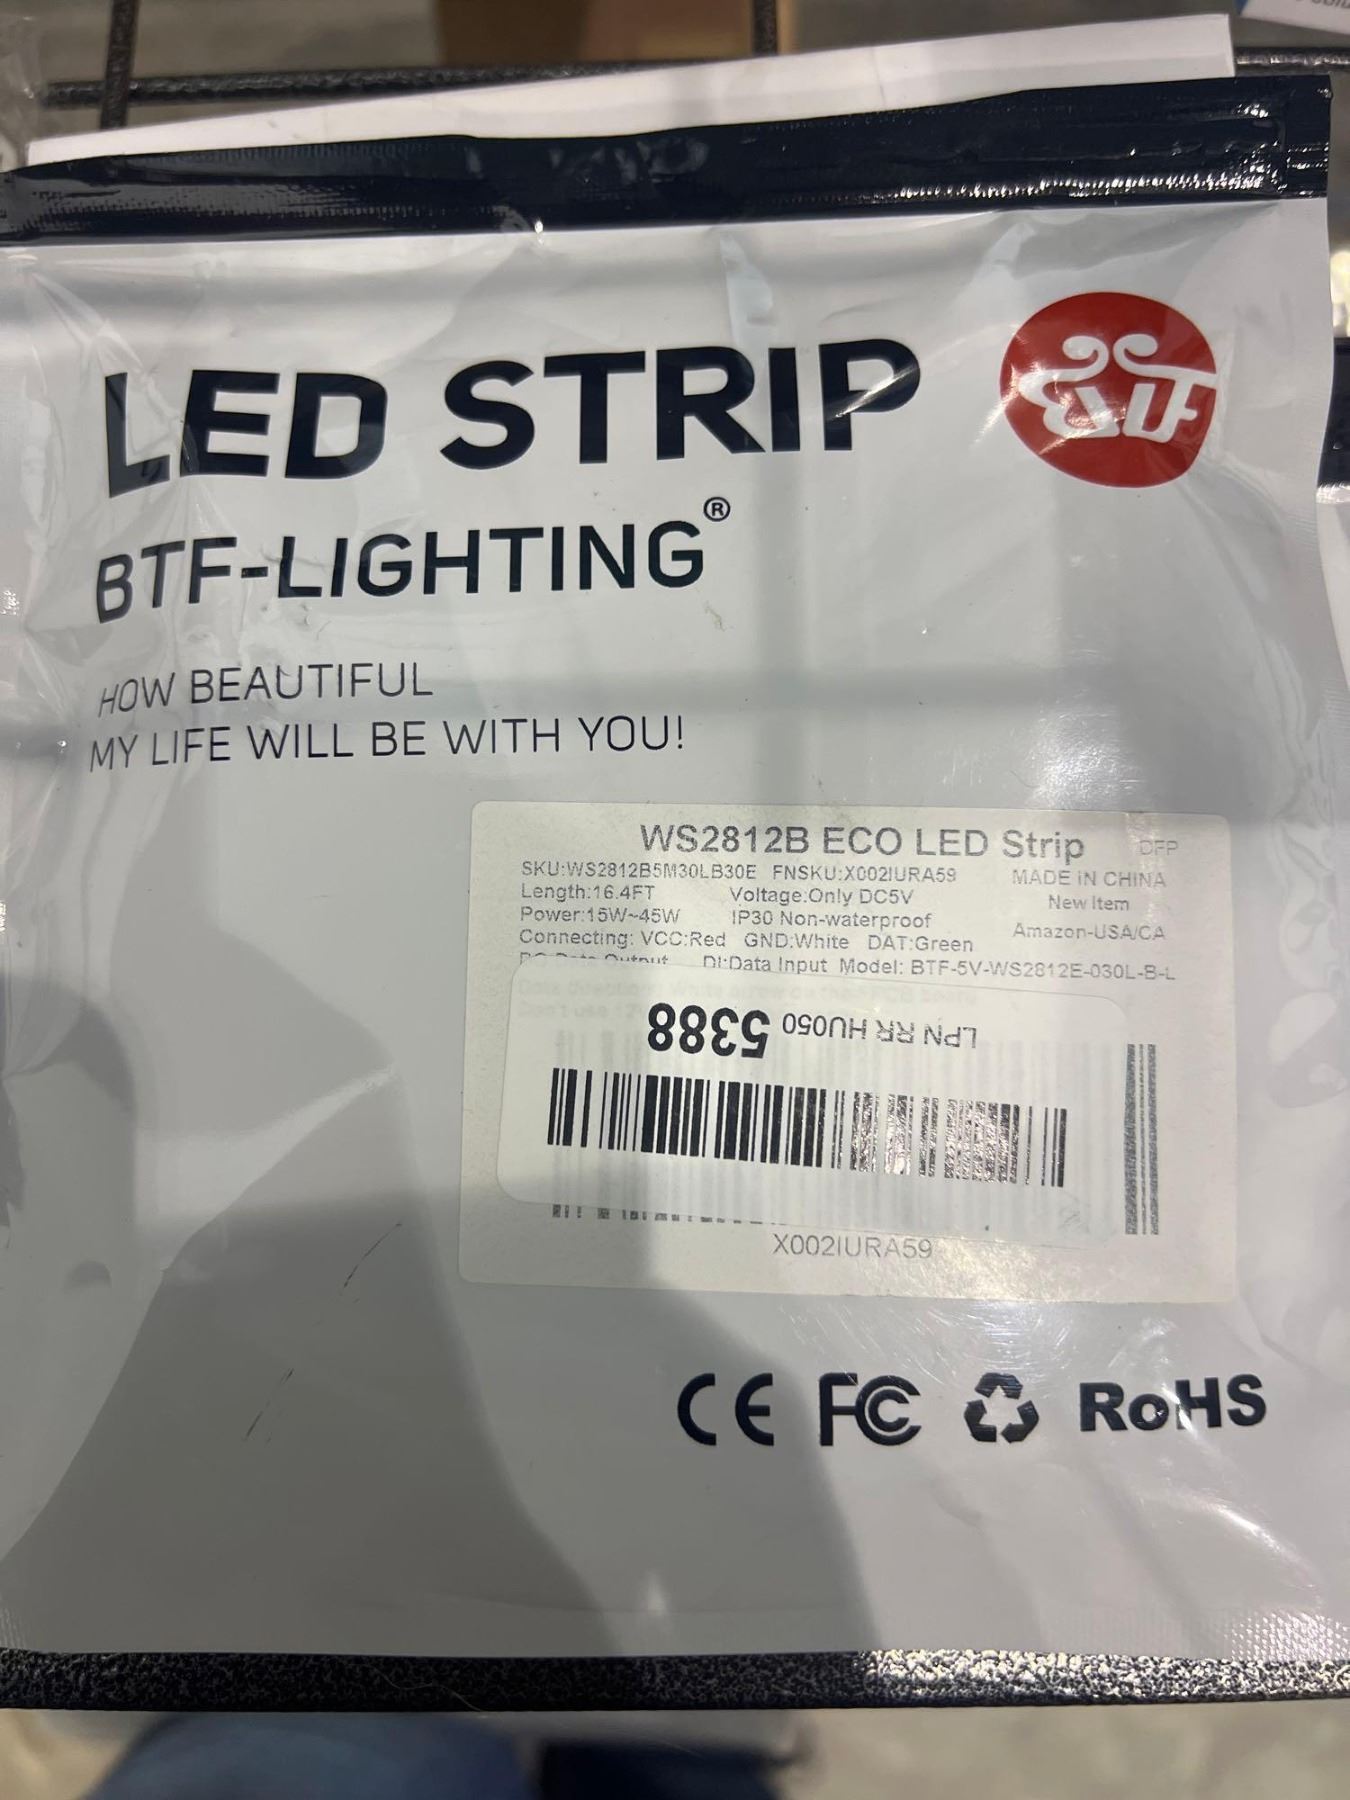 LED STRIP
BTF-LIGHTING®
HOW BEAUTIFUL
MY LIFE WILL BE WITH YOU!
WS2812B ECO LED Strip DFP
SKU:WS2812B5M30LB30E FNSKU:X002IURA59 MADE IN CHINA
Length:16.4FT Voltage:Only DC5V New Item
Power:15W~45W IP30 Non-waterproof Amazon-USA/CA
Connecting: VCC:Red GND:White DAT:Green
Data Output DI:Data Input Model: BTF-5V-WS2812E-030L-B-L
LPN RR HU050 5388
X002IURA59
CE FC RoHS